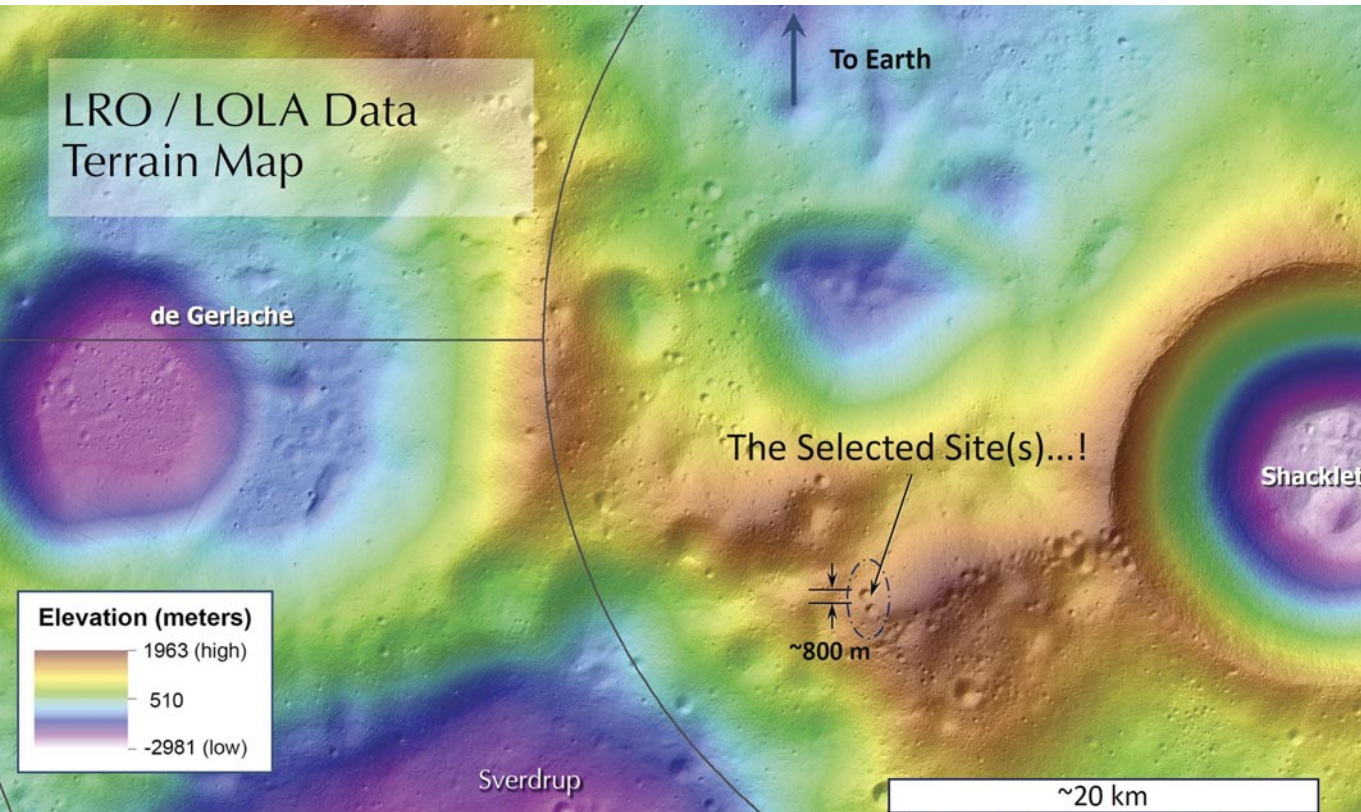 LRO / LOLA Data
Terrain Map
To Earth
de Gerlache
The Selected Site(s)...!
Shacklet
~800 m
Elevation (meters)
1963 (high)
510
-2981 (low)
Sverdrup
~20 km